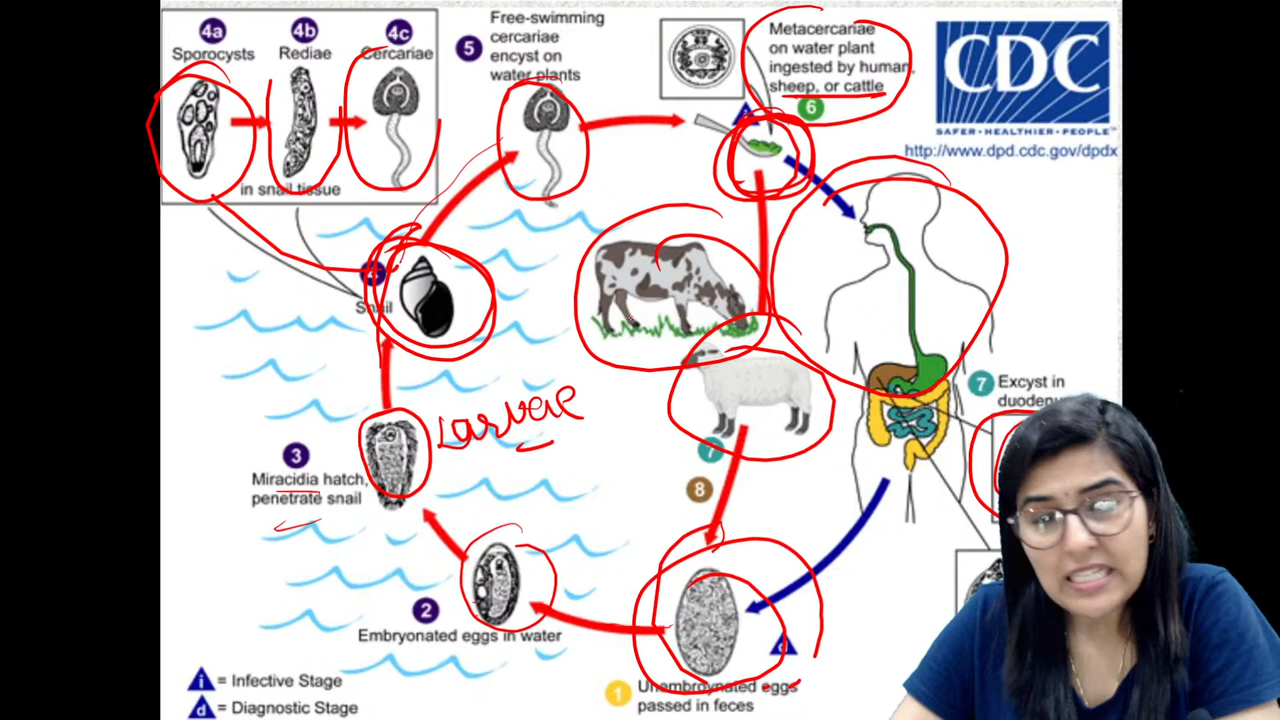 4a
Sporocysts
4b
Rediae
4c
Cercariae
in snail tissue
5
Free-swimming
cercariae
encyst on
water plants
Metacercariae
on water plant
ingested by human,
sheep, or cattle
6
CDC
SAFER•HEALTHIER•PEOPLE™
http://www.dpd.cdc.gov/dpdx
Snail
7
Excyst in
Larvae
3
Miracidia hatch,
penetrate snail
7
8
2
Embryonated eggs in water
d
1
Unembroynated eggs
passed in feces
i = Infective Stage
d = Diagnostic Stage